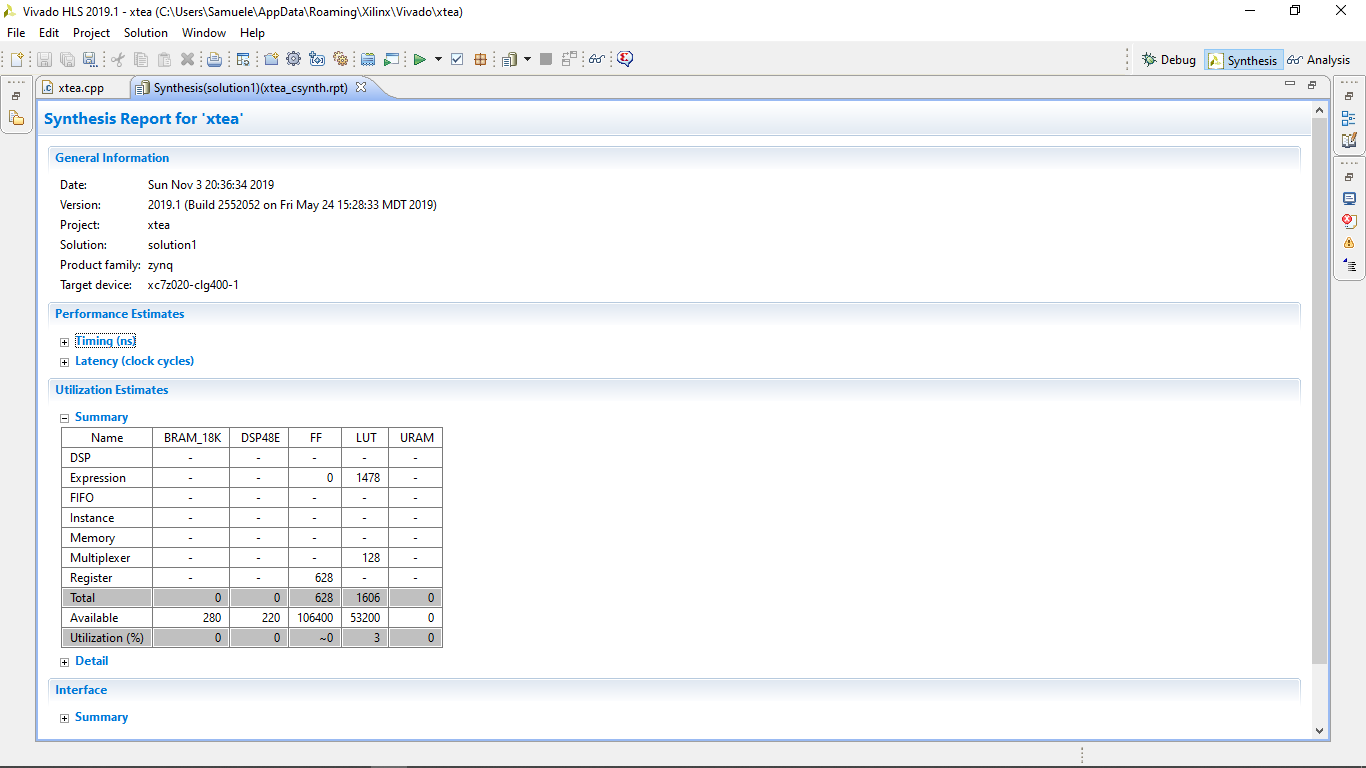 Vivado HLS 2019.1 - xtea (C:\Users\Samuele\AppData\Roaming\Xilinx\Vivado\xtea)
File Edit Project Solution Window Help
Debug Synthesis Analysis
xtea.cpp Synthesis(solution1)(xtea_csynth.rpt)
Synthesis Report for 'xtea'
General Information
Date: Sun Nov 3 20:36:34 2019
Version: 2019.1 (Build 2552052 on Fri May 24 15:28:33 MDT 2019)
Project: xtea
Solution: solution1
Product family: zynq
Target device: xc7z020-clg400-1
Performance Estimates
Timing (ns)
Latency (clock cycles)
Utilization Estimates
Summary
Name BRAM_18K DSP48E FF LUT URAM
DSP - - - - -
Expression - - 0 1478 -
FIFO - - - - -
Instance - - - - -
Memory - - - - -
Multiplexer - - - 128 -
Register - - 628 - -
Total 0 0 628 1606 0
Available 280 220 106400 53200 0
Utilization (%) 0 0 ~0 3 0
Detail
Interface
Summary